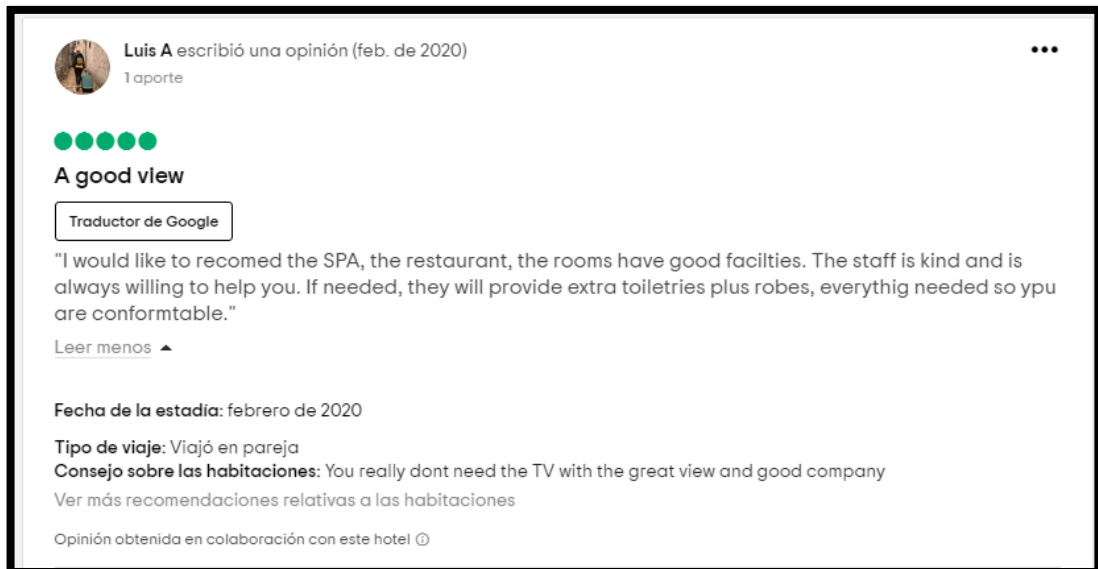 Luis A escribió una opinión (feb. de 2020)
1 aporte
A good view
Traductor de Google
"I would like to recomed the SPA, the restaurant, the rooms have good facilties. The staff is kind and is
always willing to help you. If needed, they will provide extra toiletries plus robes, everythig needed so ypu
are conformtable."
Leer menos
Fecha de la estadía: febrero de 2020
Tipo de viaje: Viajó en pareja
Consejo sobre las habitaciones: You really dont need the TV with the great view and good company
Ver más recomendaciones relativas a las habitaciones
Opinión obtenida en colaboración con este hotel